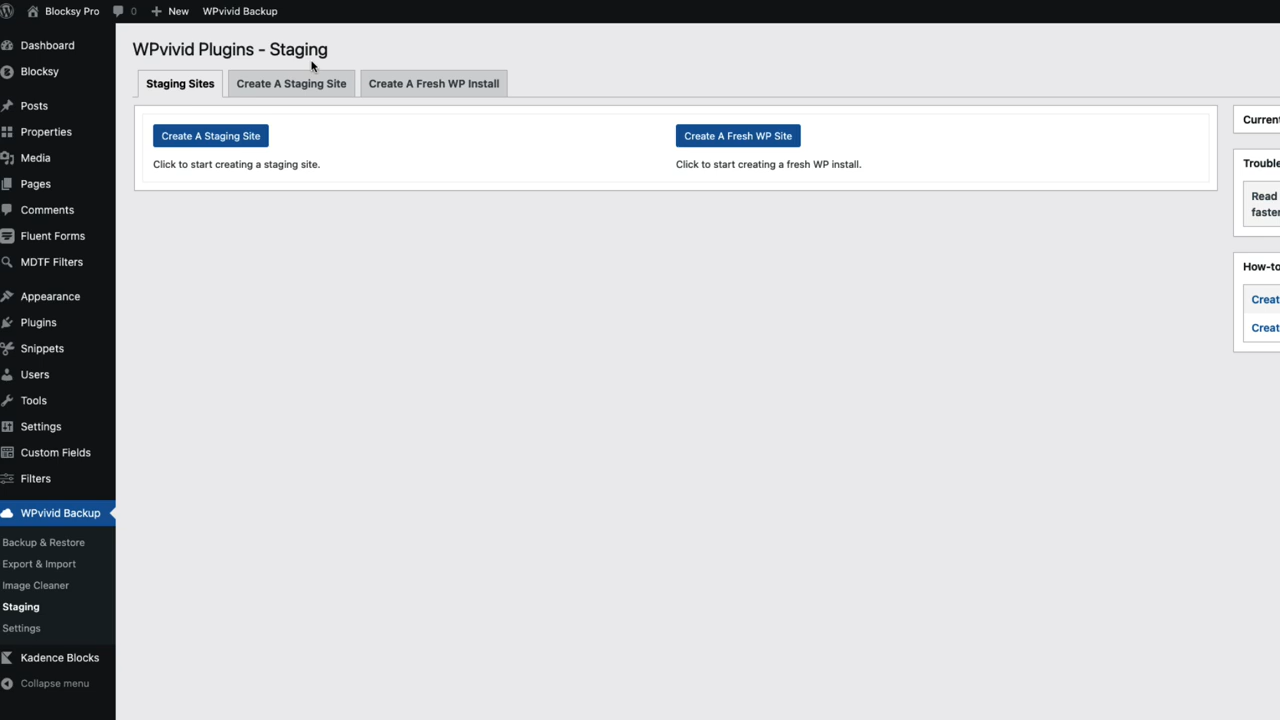 Blocksy Pro 0 New WPvivid Backup
Dashboard
Blocksy
Posts
Properties
Media
Pages
Comments
Fluent Forms
MDTF Filters
Appearance
Plugins
Snippets
Users
Tools
Settings
Custom Fields
Filters
WPvivid Backup
Backup & Restore
Export & Import
Image Cleaner
Staging
Settings
Kadence Blocks
Collapse menu
WPvivid Plugins - Staging
Staging Sites Create A Staging Site Create A Fresh WP Install
Create A Staging Site
Click to start creating a staging site.
Create A Fresh WP Site
Click to start creating a fresh WP install.
Current
Trouble
Read
faster
How-to
Creat
Creat